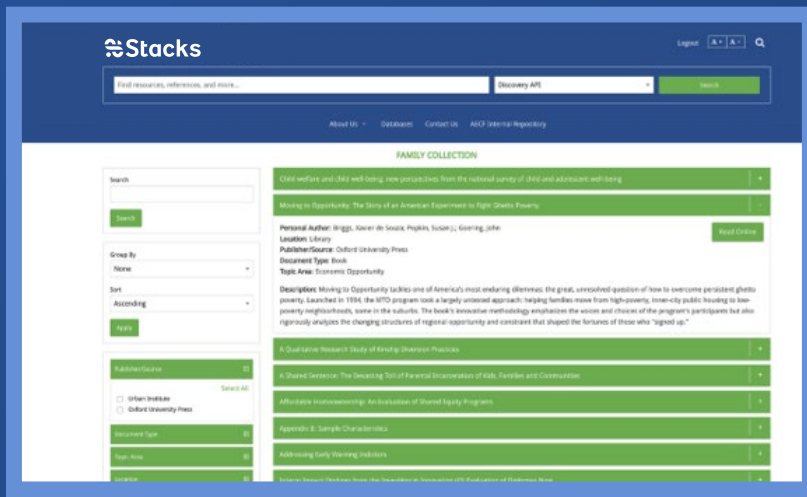 Stacks
Logout A+ A-
Find resources, references, and more...
Discovery API
Search
About Us
Databases
Contact Us
AECF Internal Repository
FAMILY COLLECTION
Search
Search
Group By
None
Sort
Ascending
Apply
Publisher/Source
Select All
Urban Institute
Oxford University Press
Document Type
Topic Area
Location
Child welfare and child well-being: new perspectives from the national survey of child and adolescent well-being
Moving to Opportunity: The Story of an American Experiment to Fight Ghetto Poverty
Personal Author: Briggs, Xavier de Souza; Popkin, Susan J.; Goering, John
Read Online
Location: Library
Publisher/Source: Oxford University Press
Document Type: Book
Topic Area: Economic Opportunity
Description: Moving to Opportunity tackles one of America's most enduring dilemmas: the great, unresolved question of how to overcome persistent ghetto
poverty. Launched in 1994, the MTO program took a largely untested approach: helping families move from high-poverty, inner-city public housing to low-
poverty neighborhoods, some in the suburbs. The book's innovative methodology emphasizes the voices and choices of the program's participants but also
rigorously analyzes the changing structures of regional opportunity and constraint that shaped the fortunes of those who "signed up."
A Qualitative Research Study of Kinship Diversion Practices
A Shared Sentence: The Devasting Toll of Parental Incarceration of Kids, Families and Communities
Affordable Homeownership: An Evaluation of Shared Equity Programs
Appendix B: Sample Characteristics
Addressing Early Warning Indicators